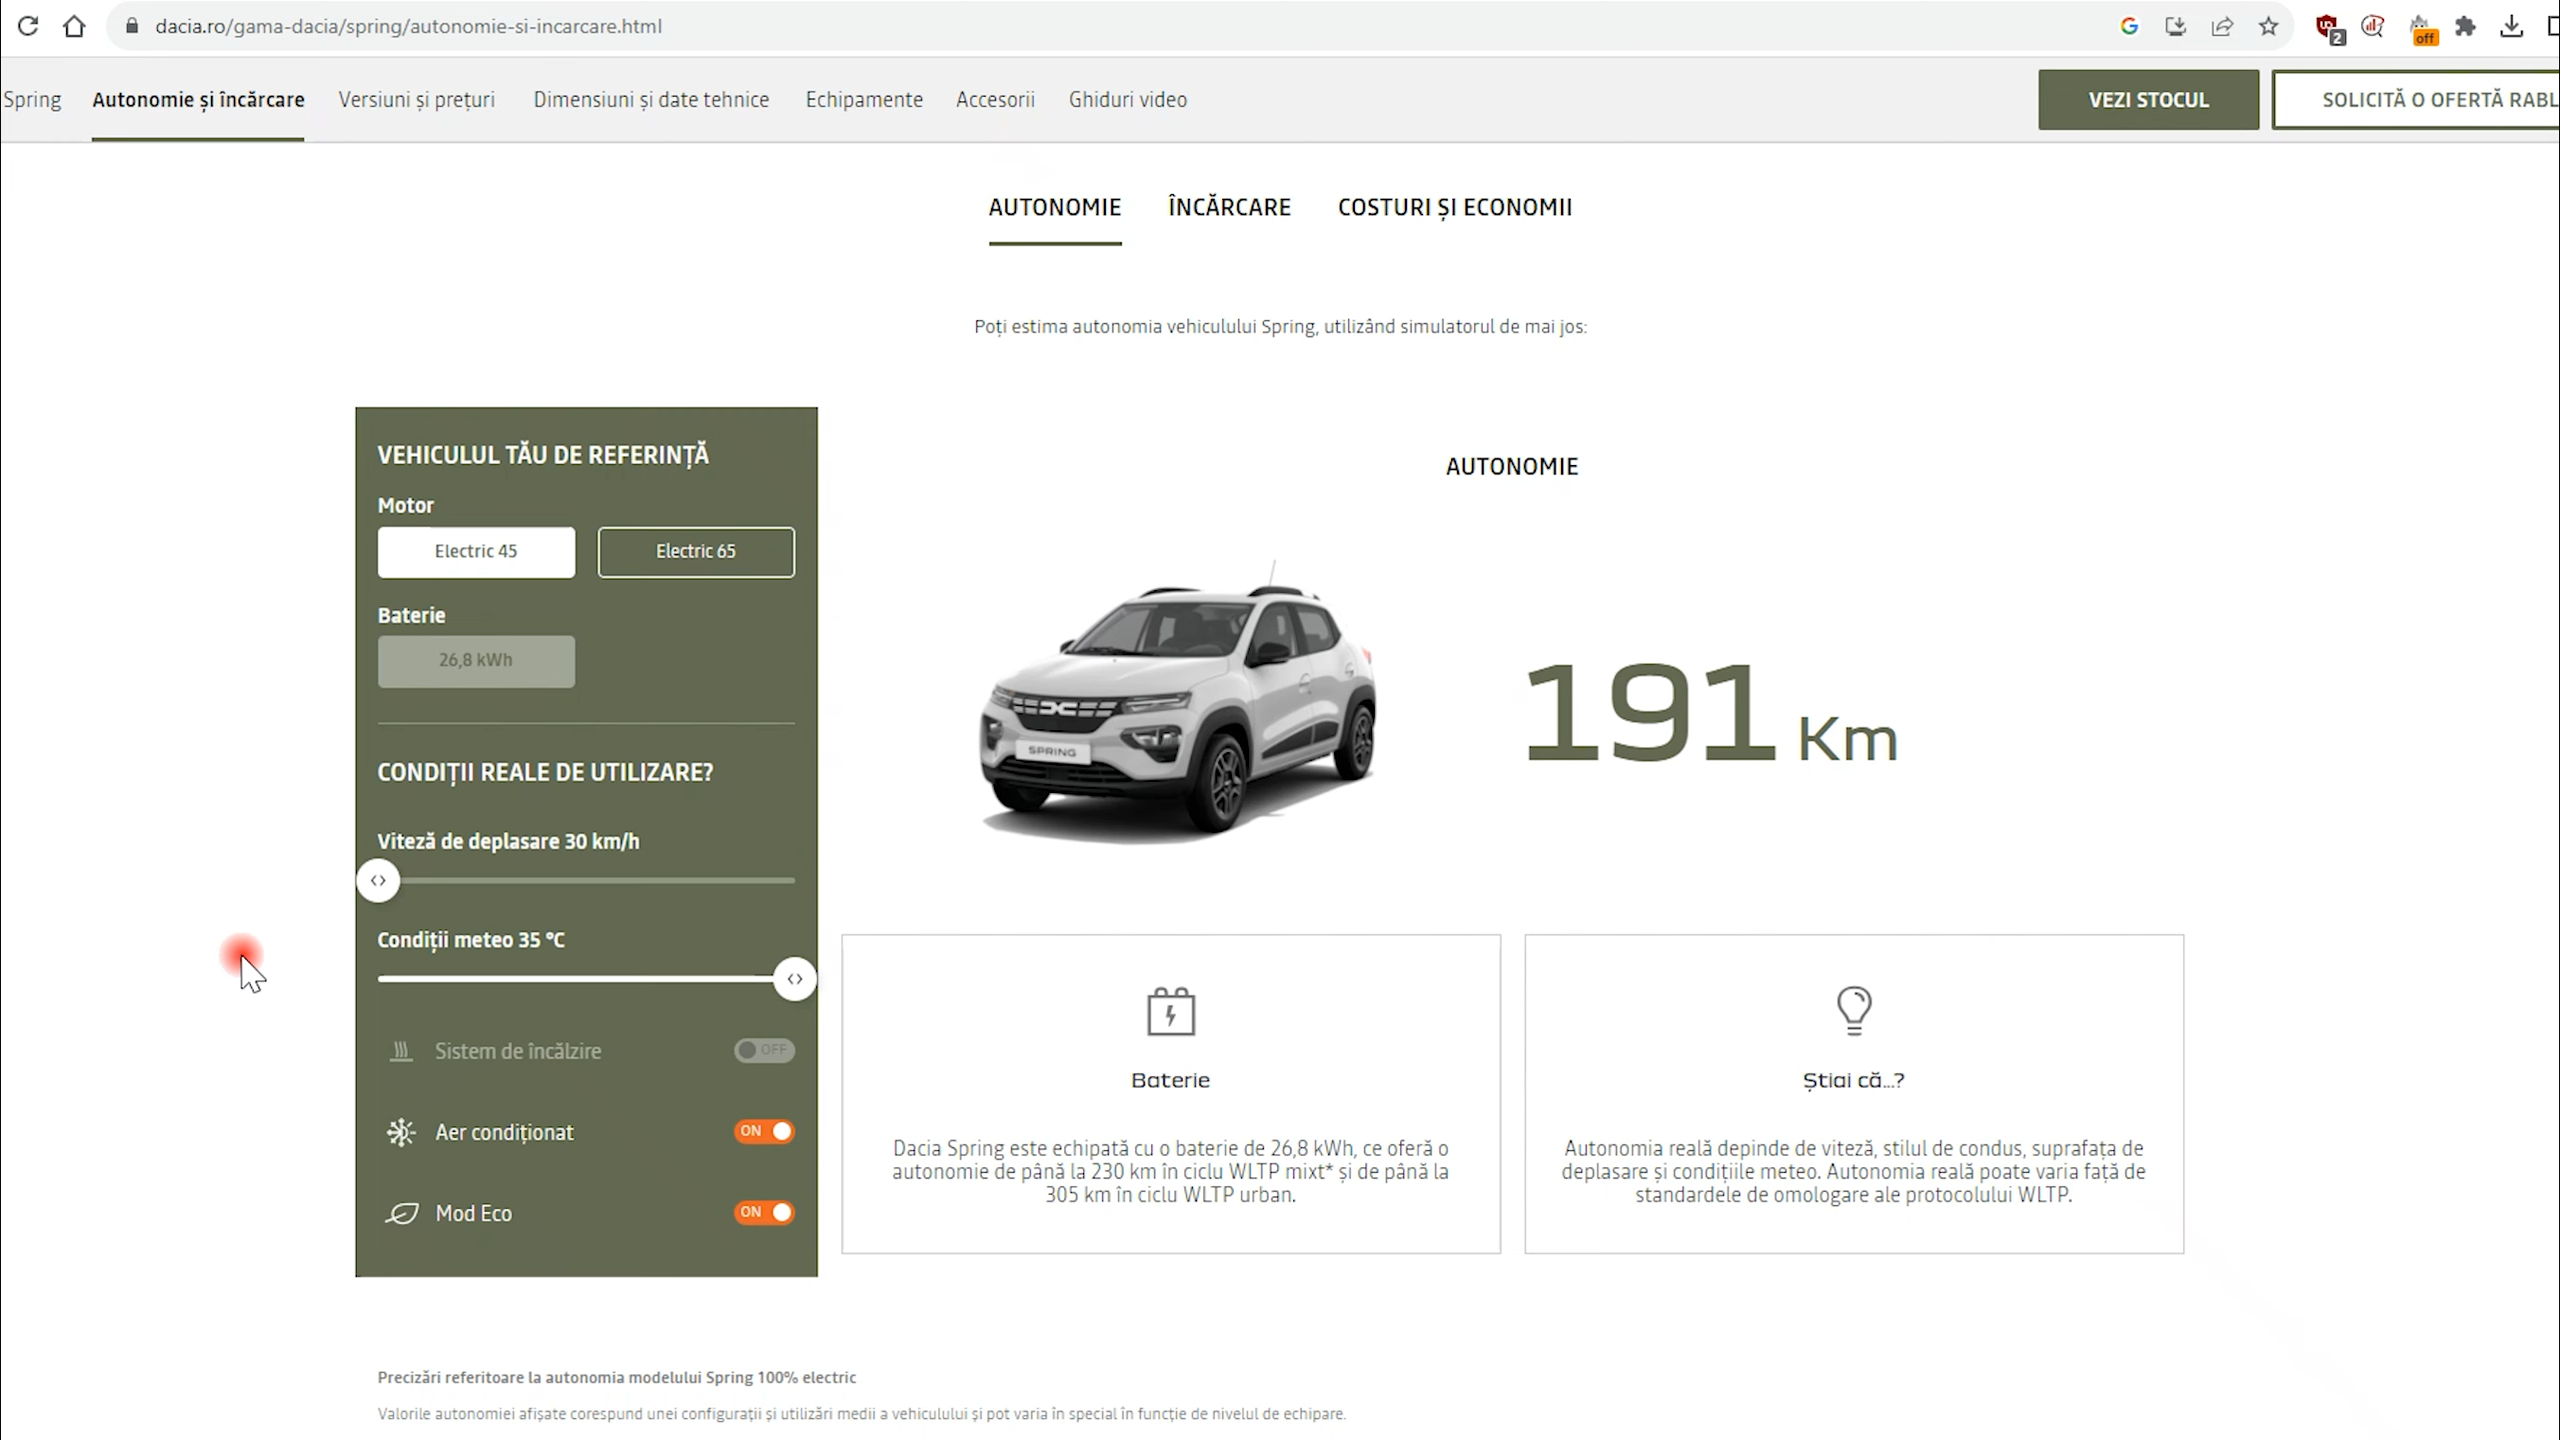 dacia.ro/gama-dacia/spring/autonomie-si-incarcare.html
2
off
Spring
Autonomie și încărcare
Versiuni și prețuri
Dimensiuni și date tehnice
Echipamente
Accesorii
Ghiduri video
VEZI STOCUL
SOLICITĂ O OFERTĂ RABL
AUTONOMIE
ÎNCĂRCARE
COSTURI ȘI ECONOMII
Poți estima autonomia vehiculului Spring, utilizând simulatorul de mai jos:
VEHICULUL TĂU DE REFERINȚĂ
Motor
Electric 45
Electric 65
Baterie
26,8 kWh
CONDIȚII REALE DE UTILIZARE?
Viteză de deplasare 30 km/h
Condiții meteo 35 °C
Sistem de încălzire
OFF
Aer condiționat
ON
Mod Eco
ON
AUTONOMIE
SPRING
191 Km
Baterie
Dacia Spring este echipată cu o baterie de 26,8 kWh, ce oferă o
autonomie de până la 230 km în ciclu WLTP mixt* și de până la
305 km în ciclu WLTP urban.
Știai că...?
Autonomia reală depinde de viteză, stilul de condus, suprafața de
deplasare și condițiile meteo. Autonomia reală poate varia față de
standardele de omologare ale protocolului WLTP.
Precizări referitoare la autonomia modelului Spring 100% electric
Valorile autonomiei afișate corespund unei configurații și utilizări medii a vehiculului și pot varia în special în funcție de nivelul de echipare.